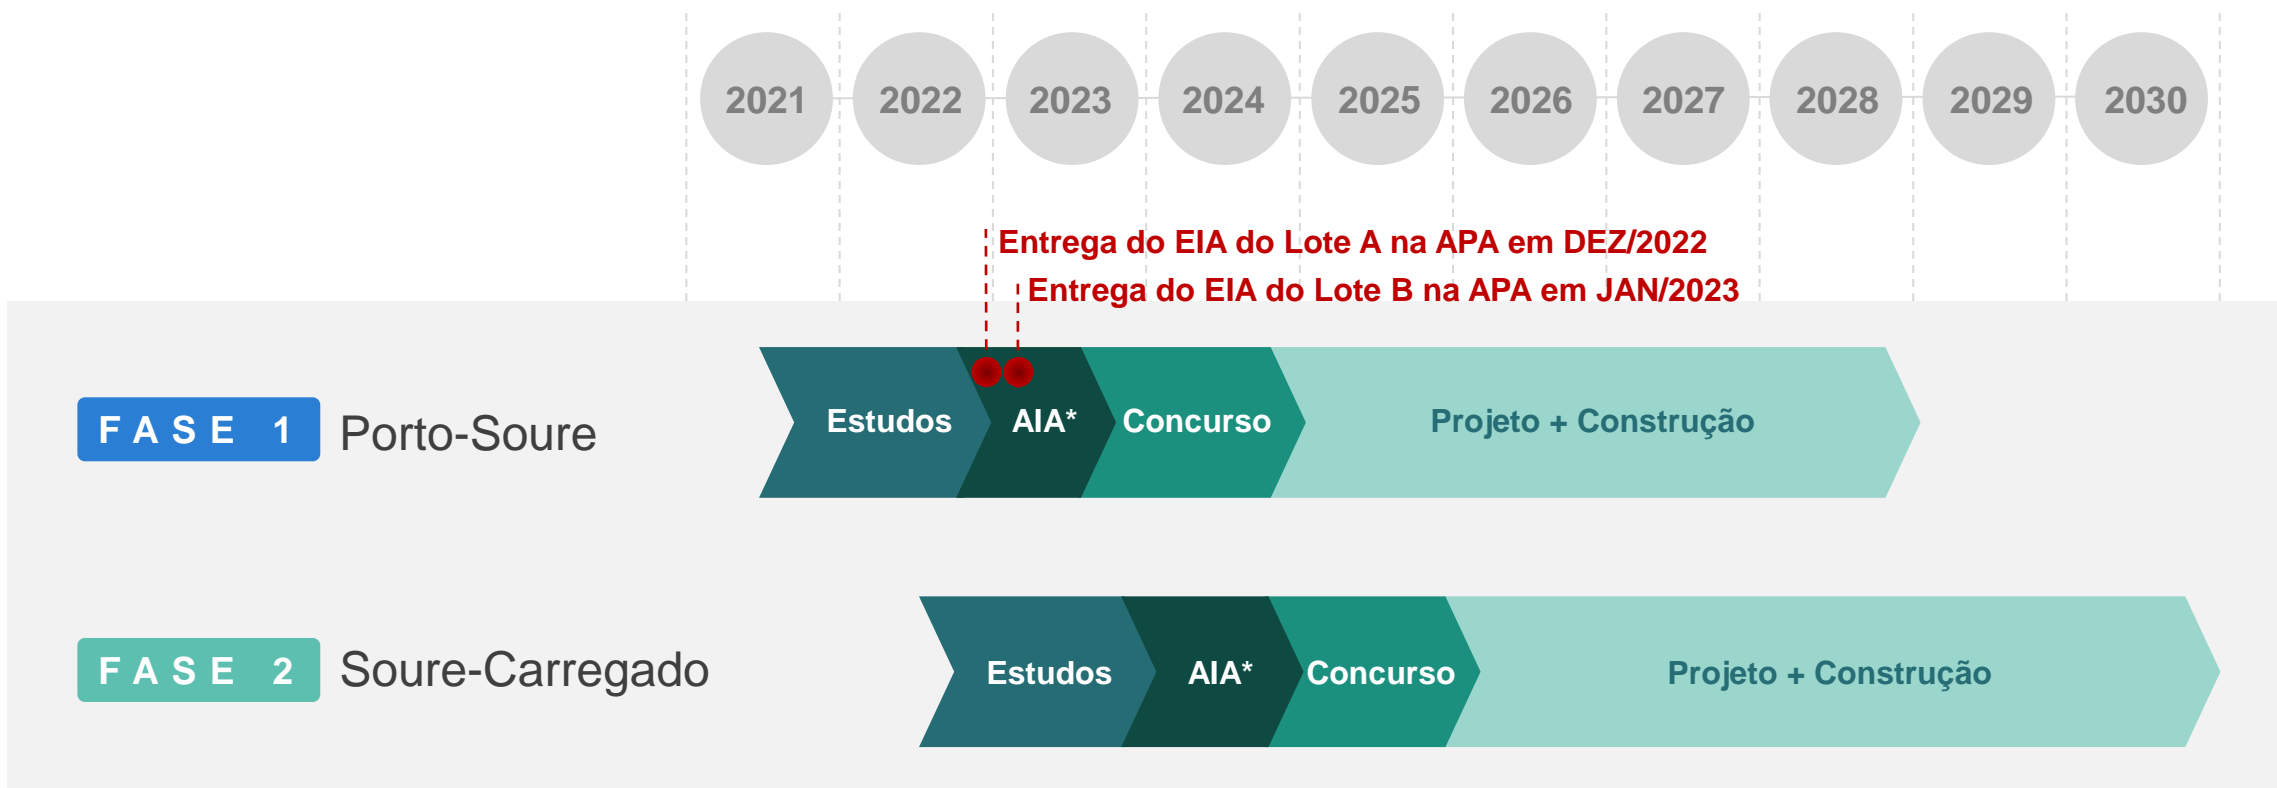 2021 2022 2023 2024 2025 2026 2027 2028 2029 2030
Entrega do EIA do Lote A na APA em DEZ/2022
Entrega do EIA do Lote B na APA em JAN/2023
FASE 1 Porto-Soure
Estudos AIA* Concurso Projeto + Construção
FASE 2 Soure-Carregado
Estudos AIA* Concurso Projeto + Construção